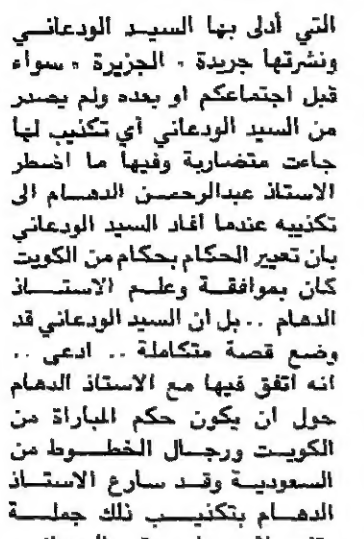 التي أدلى بها السيد الودعاني
ونشرتها جريدة « الجزيرة » سواء
قبل اجتماعكم او بعده ولم يصدر
من السيد الودعاني أي تكذيب لها
جاءت متضاربة وفيها ما اضطر
الاستاذ عبدالرحمن الدهام الى
تكذيبه عندما أفاد السيد الودعاني
بان تغيير الحكام بحكام من الكويت
كان بموافقة وعلم الاستاذ
الدهام .. بل ان السيد الودعاني قد
وضع قصة متكاملة .. ادعى ..
انه اتفق فيها مع الاستاذ الدهام
حول ان يكون حكم المباراة من
الكويت ورجال الخطوط من
السعودية وقد سارع الاستاذ
الدهام بتكذيب ذلك جملة